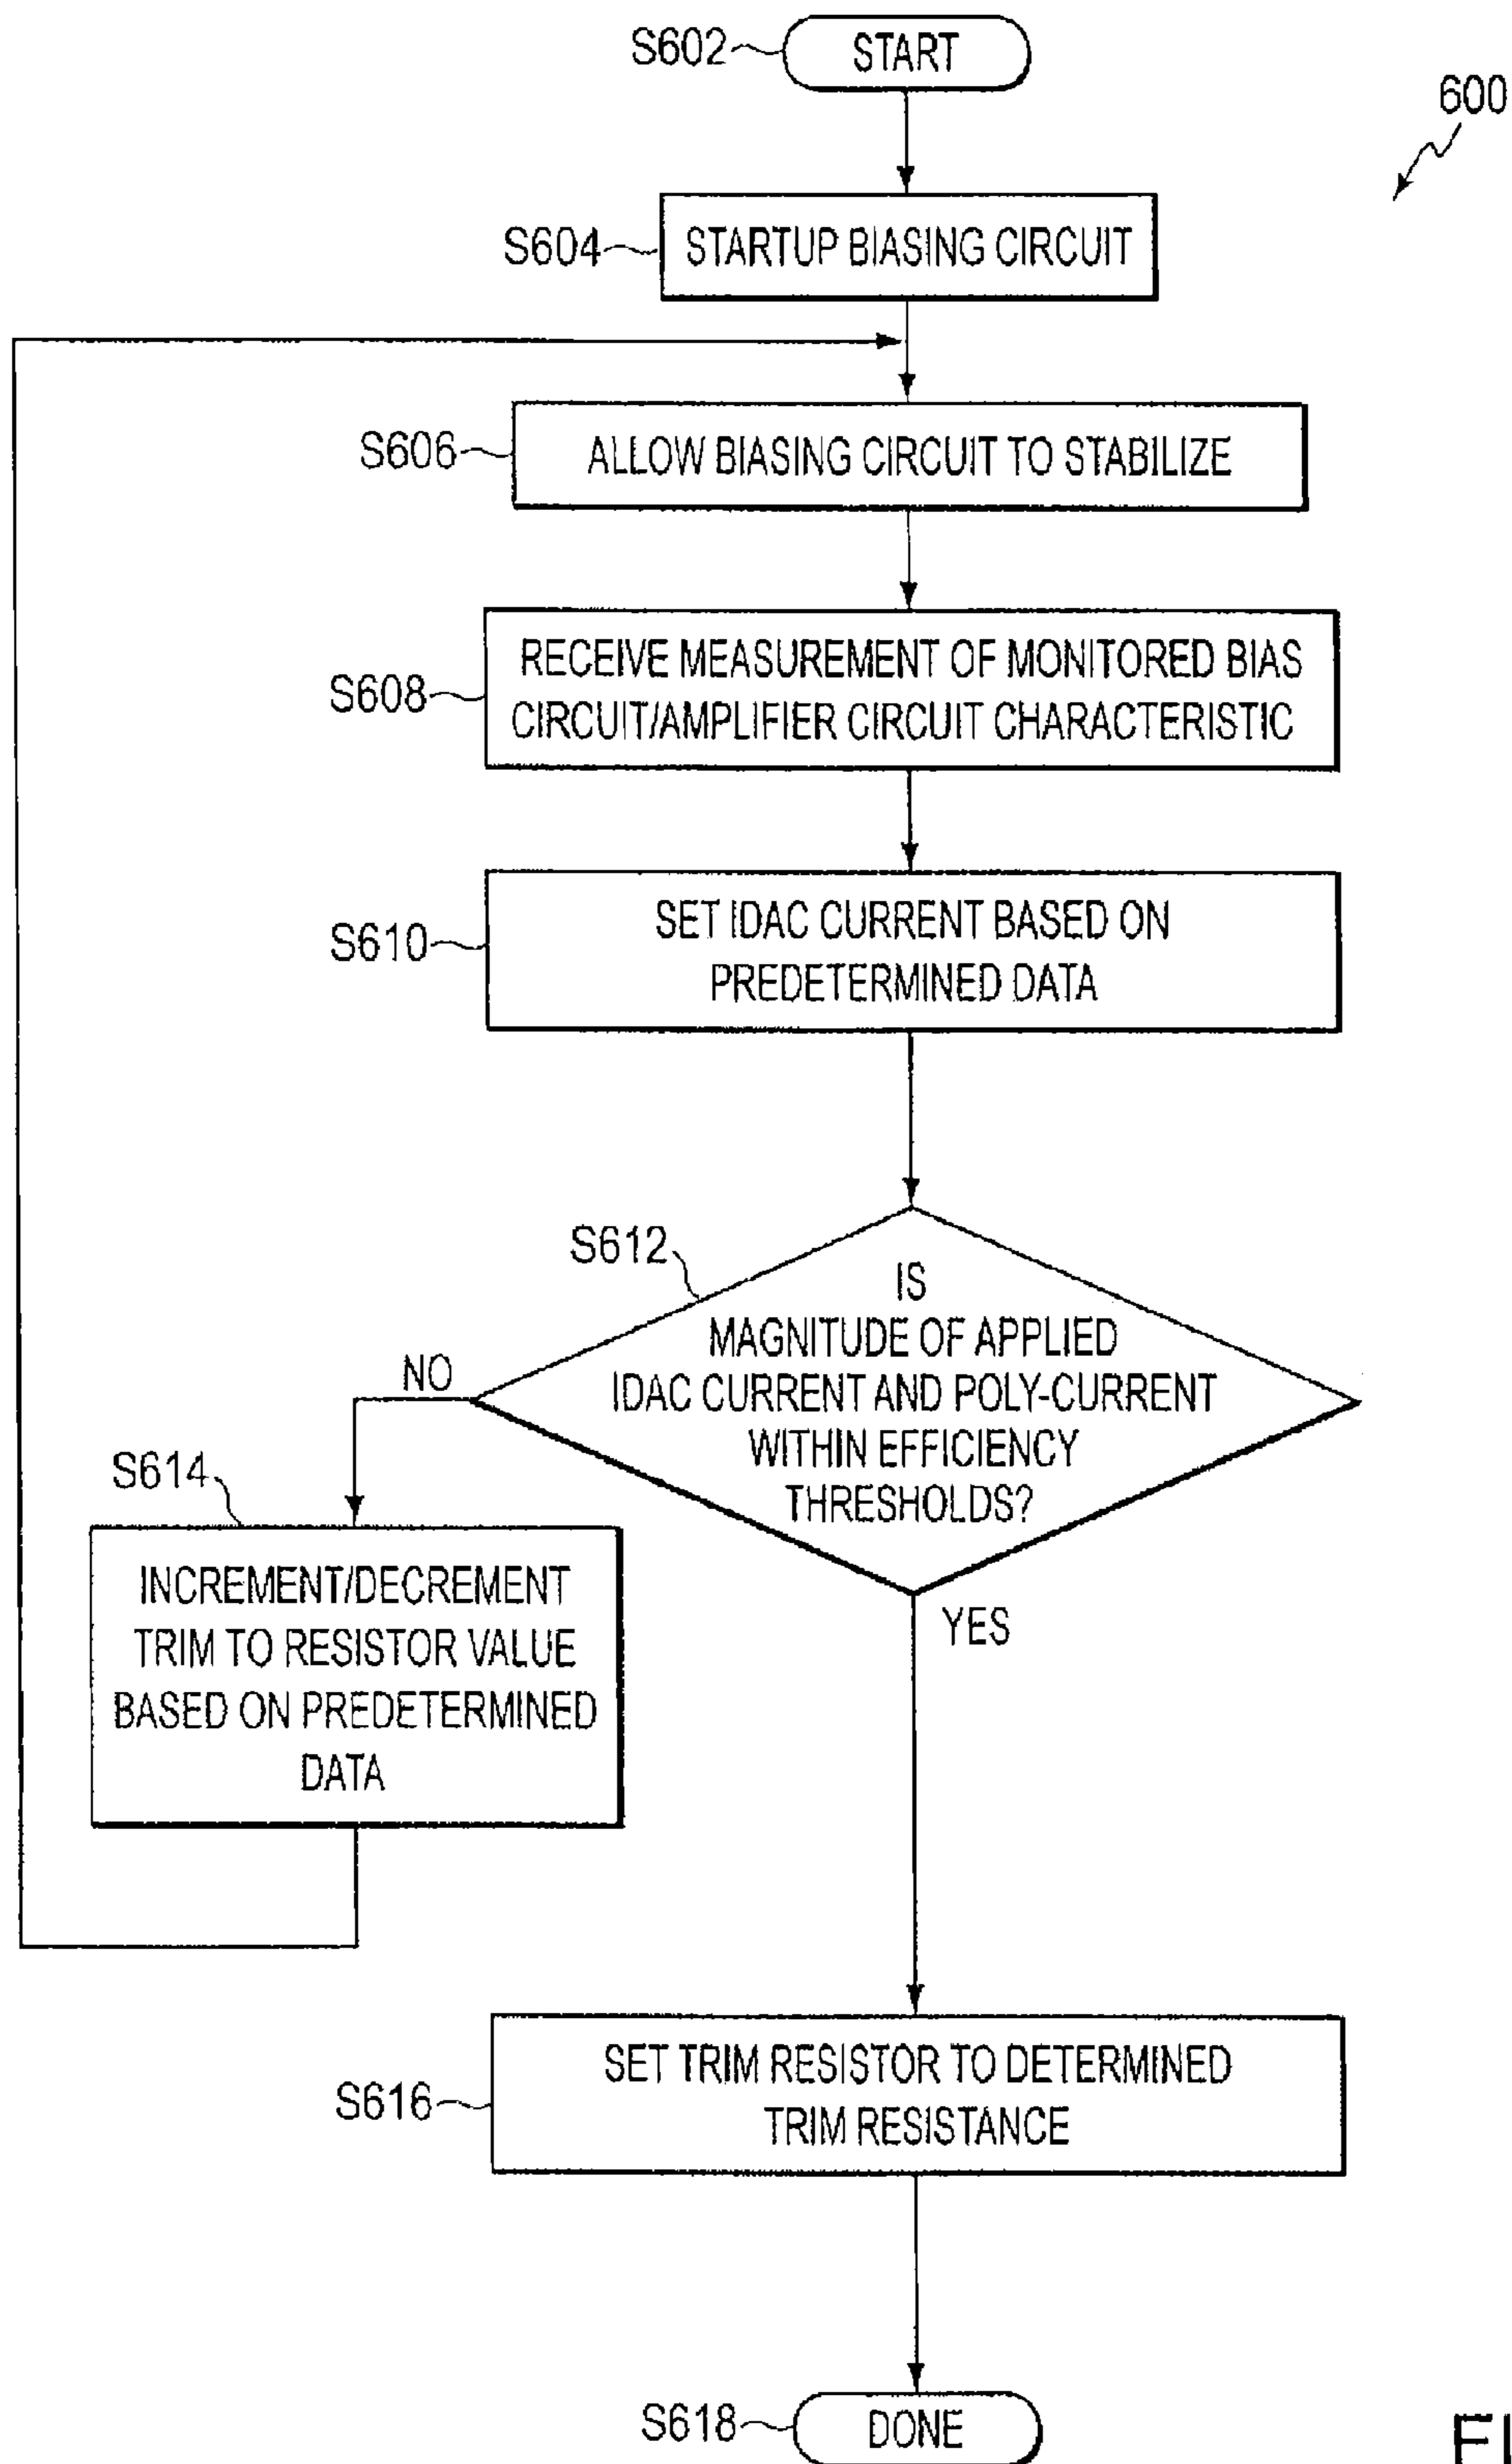 S602
START
600
S604
STARTUP BIASING CIRCUIT
S606
ALLOW BIASING CIRCUIT TO STABILIZE
S608
RECEIVE MEASUREMENT OF MONITORED BIAS
CIRCUIT/AMPLIFIER CIRCUIT CHARACTERISTIC
S610
SET IDAC CURRENT BASED ON
PREDETERMINED DATA
S612
IS
MAGNITUDE OF APPLIED
IDAC CURRENT AND POLY-CURRENT
WITHIN EFFICIENCY
THRESHOLDS?
NO
YES
S614
INCREMENT/DECREMENT
TRIM TO RESISTOR VALUE
BASED ON PREDETERMINED
DATA
S616
SET TRIM RESISTOR TO DETERMINED
TRIM RESISTANCE
S618
DONE